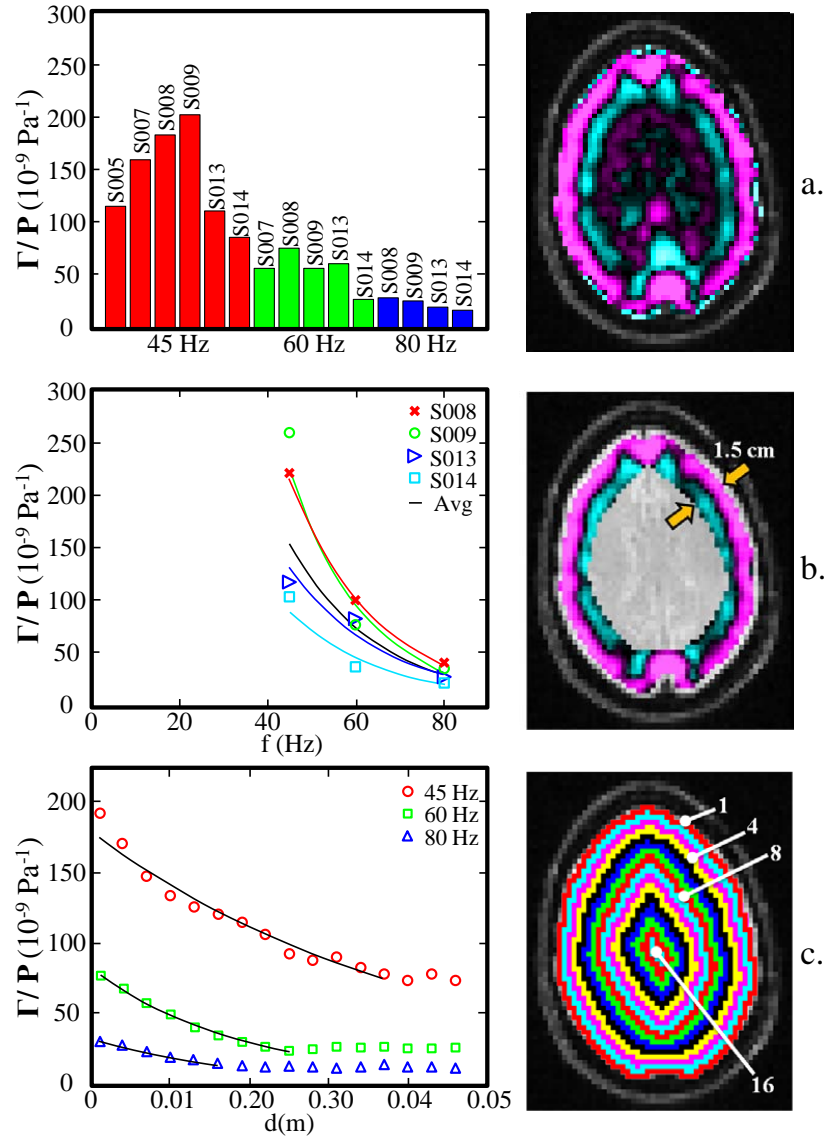 300
250
200
150
100
50
0
Γ/P (10⁻⁹ Pa⁻¹)
S005
S007
S008
S009
S013
S014
S007
S008
S009
S013
S014
S008
S009
S013
S014
45 Hz
60 Hz
80 Hz
a.
300
250
200
150
100
50
0
Γ/P (10⁻⁹ Pa⁻¹)
S008
S009
S013
S014
Avg
0
20
40
60
80
f (Hz)
1.5 cm
b.
200
150
100
50
0
Γ/P (10⁻⁹ Pa⁻¹)
45 Hz
60 Hz
80 Hz
0
0.01
0.20
0.30
0.04
0.05
d(m)
1
4
8
16
c.